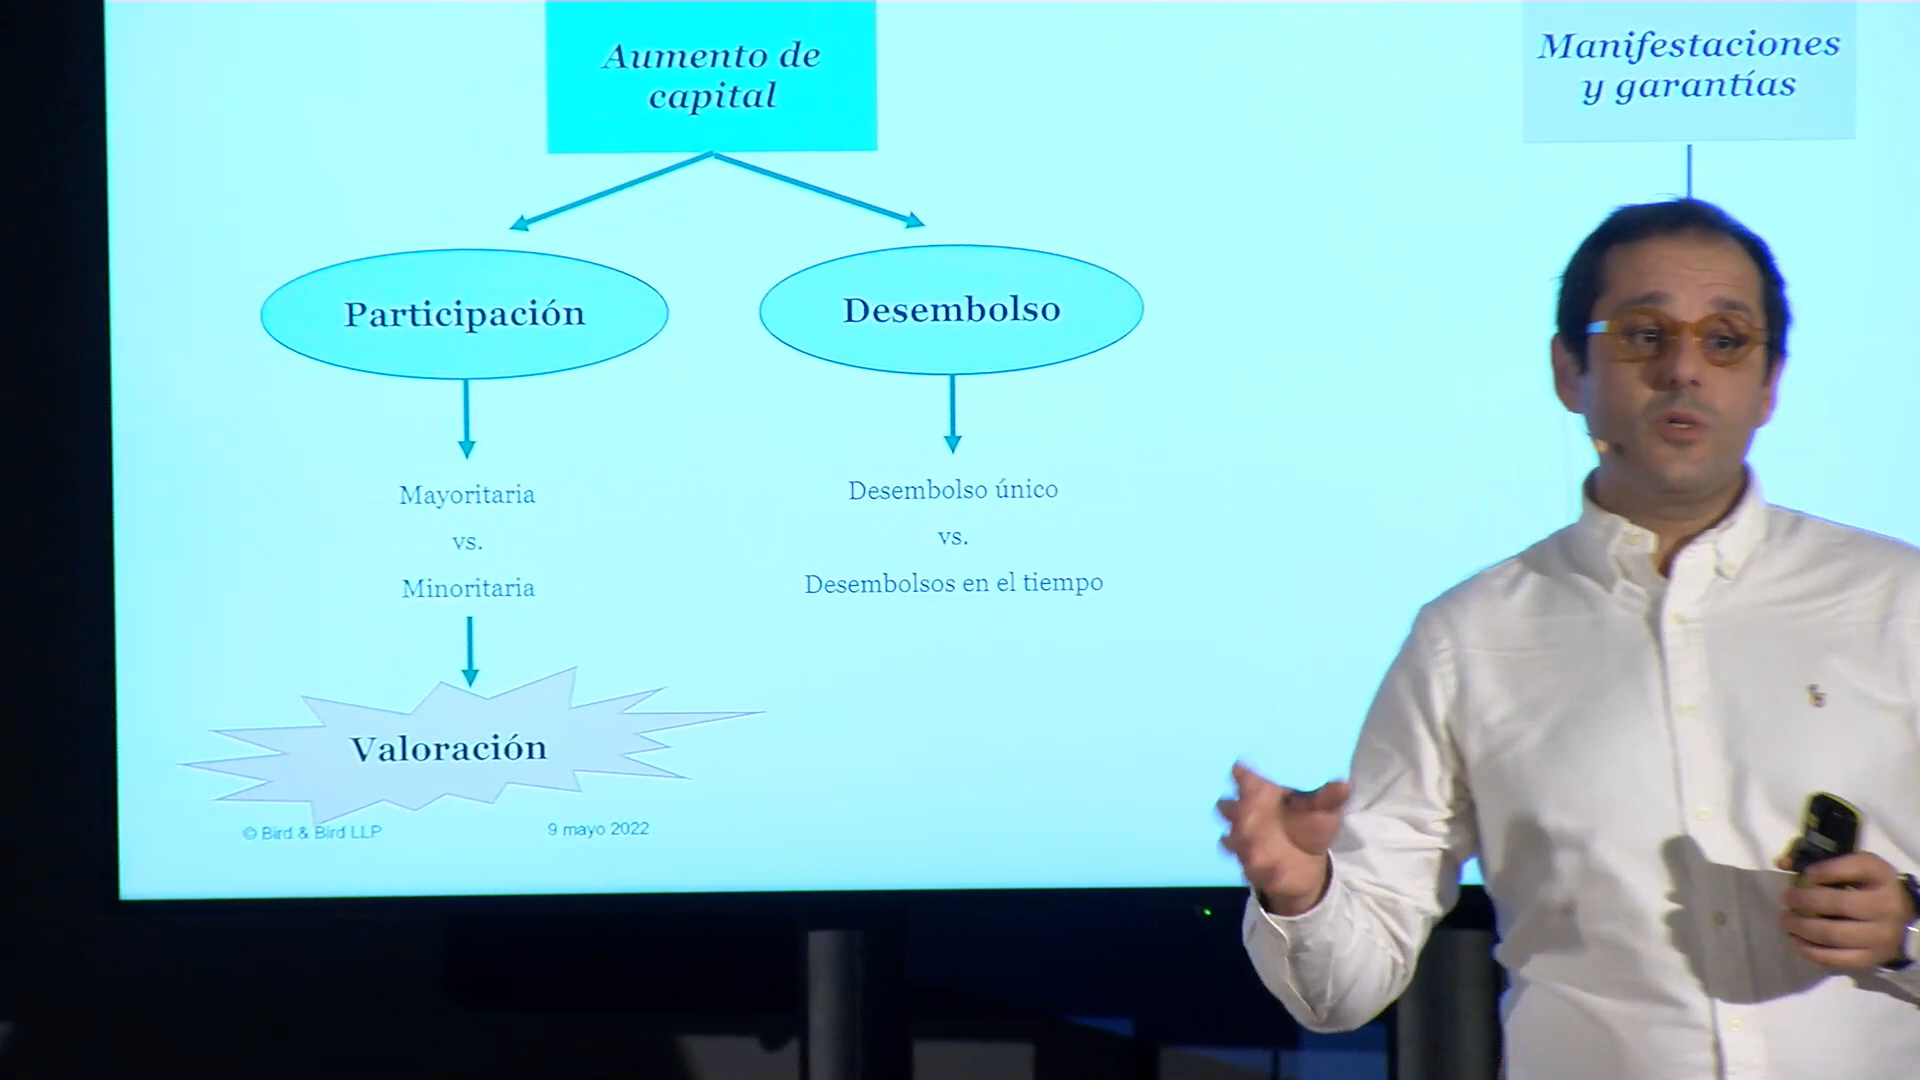 Aumento de
capital
Manifestaciones
y garantías
Participación
Desembolso
Mayoritaria
vs.
Minoritaria
Desembolso único
vs.
Desembolsos en el tiempo
Valoración
© Bird & Bird LLP
9 mayo 2022